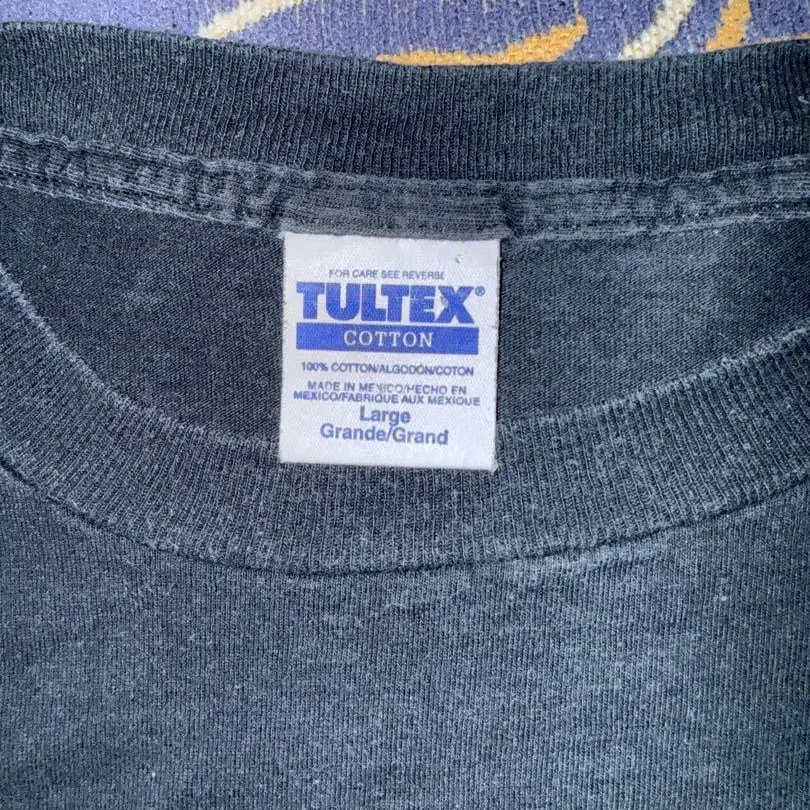 FOR CARE SEE REVERSE
TULTEX®
COTTON
100% COTTON/ALGODÓN/COTON
MADE IN MEXICO/HECHO EN
MEXICO/FABRIQUE AUX MEXIQUE
Large
Grande/Grand